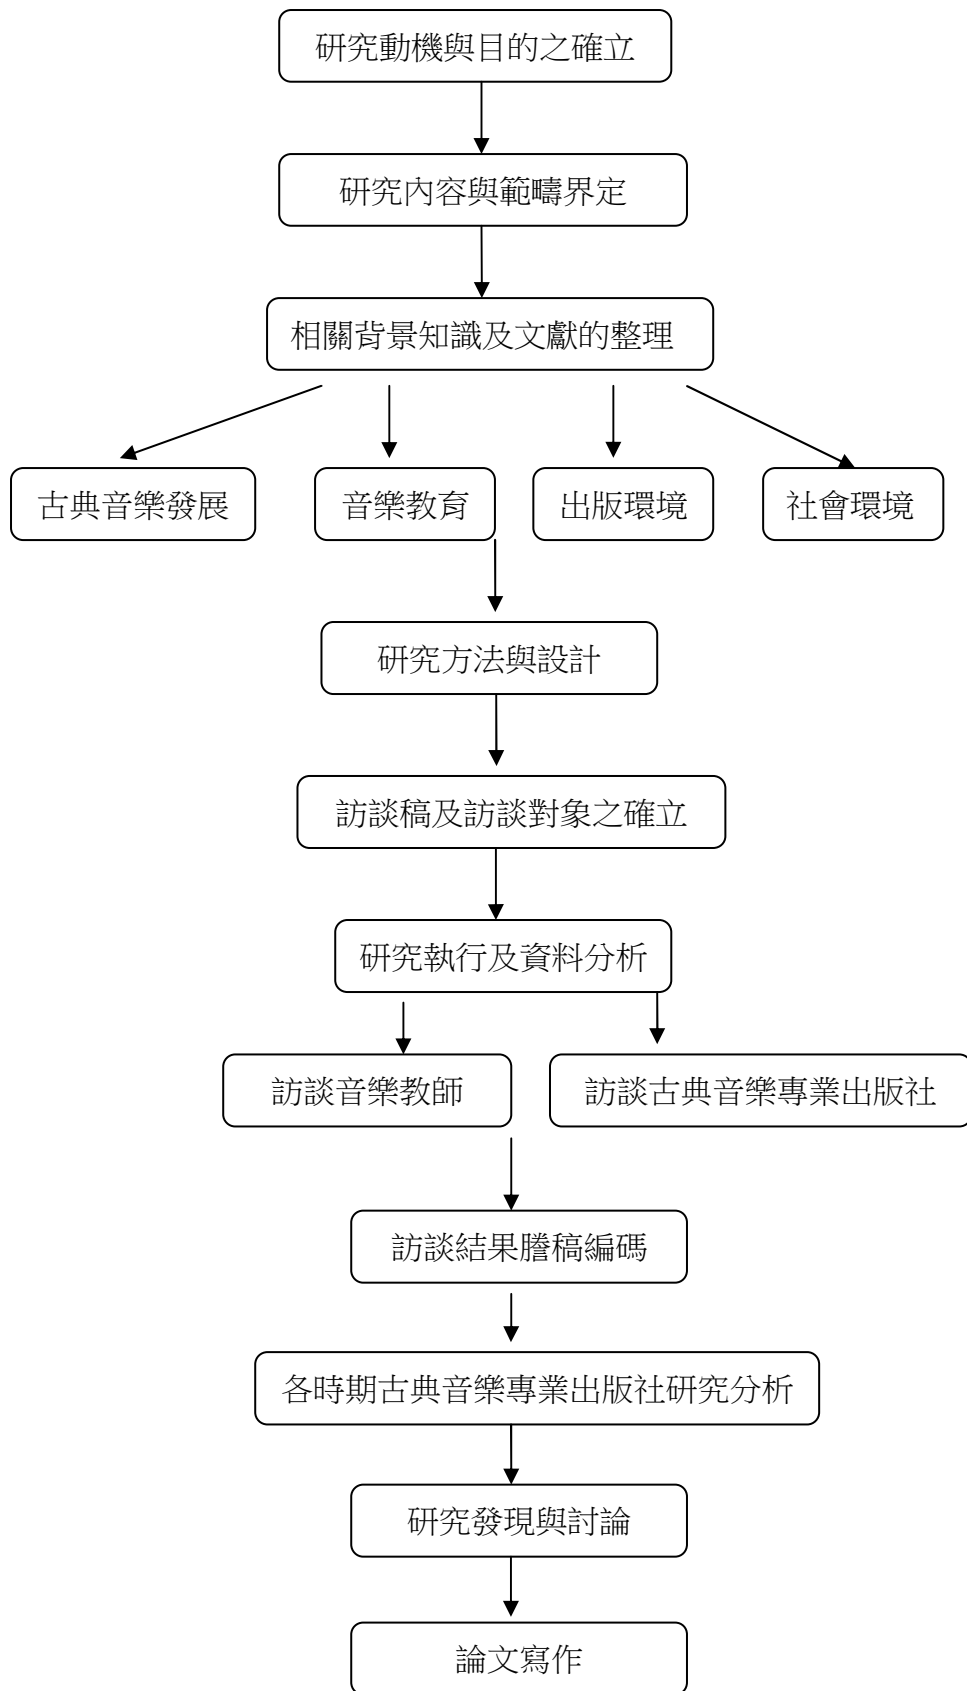 研究動機與目的之確立
研究內容與範疇界定
相關背景知識及文獻的整理
古典音樂發展
音樂教育
出版環境
社會環境
研究方法與設計
訪談稿及訪談對象之確立
研究執行及資料分析
訪談音樂教師
訪談古典音樂專業出版社
訪談結果謄稿編碼
各時期古典音樂專業出版社研究分析
研究發現與討論
論文寫作